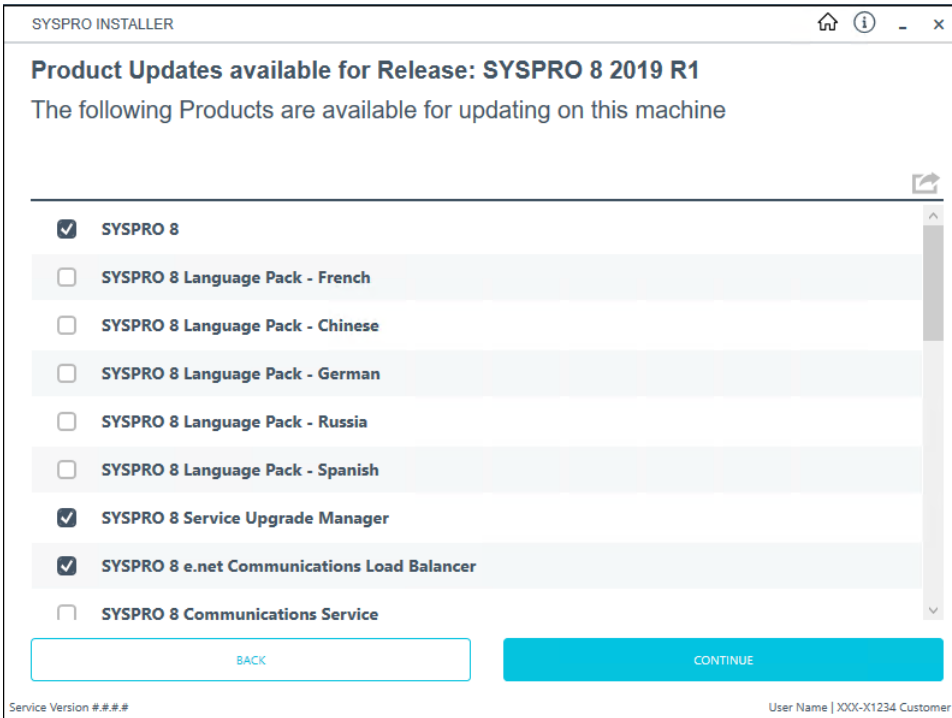 SYSPRO INSTALLER
Product Updates available for Release: SYSPRO 8 2019 R1
The following Products are available for updating on this machine
SYSPRO 8
SYSPRO 8 Language Pack - French
SYSPRO 8 Language Pack - Chinese
SYSPRO 8 Language Pack - German
SYSPRO 8 Language Pack - Russia
SYSPRO 8 Language Pack - Spanish
SYSPRO 8 Service Upgrade Manager
SYSPRO 8 e.net Communications Load Balancer
SYSPRO 8 Communications Service
BACK CONTINUE
Service Version #.#.#.# User Name | XXX-X1234 Customer